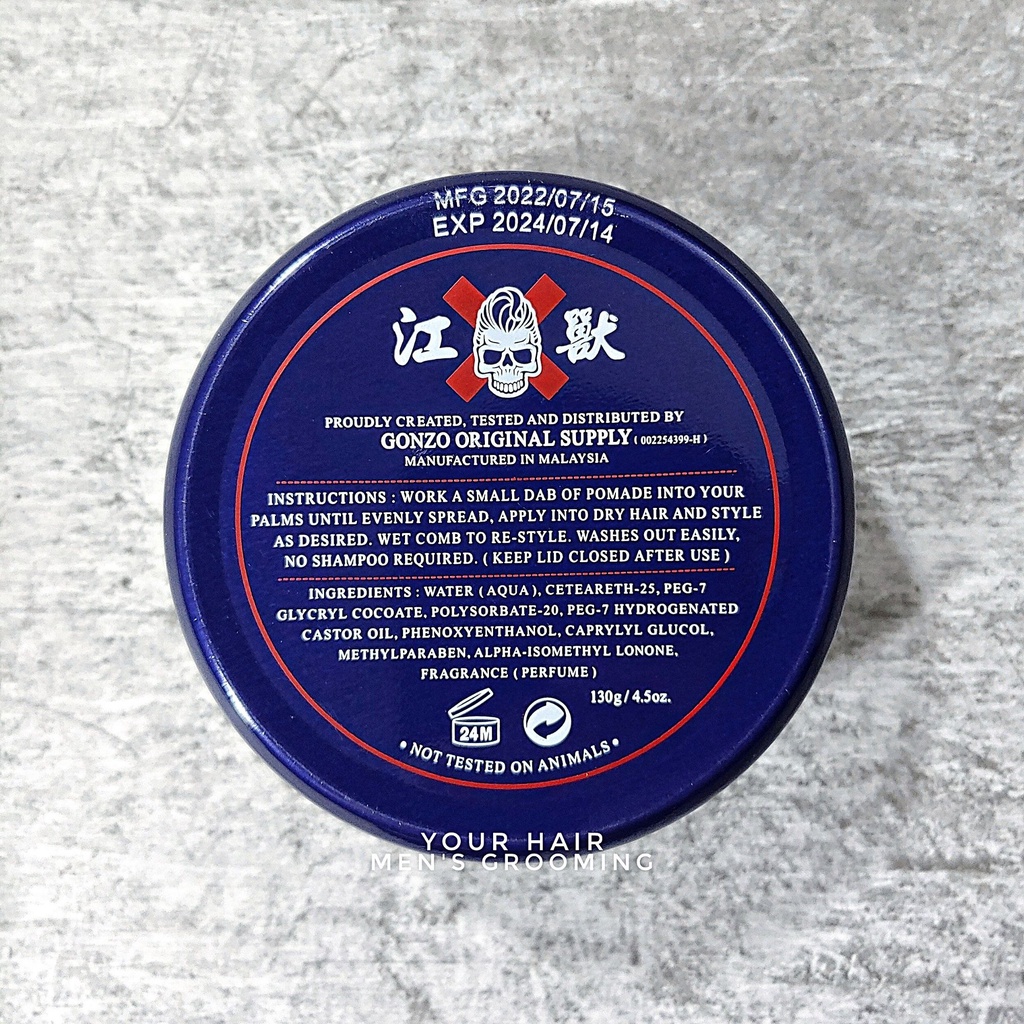 MFG 2022/07/15
EXP 2024/07/14
江 獸
PROUDLY CREATED, TESTED AND DISTRIBUTED BY
GONZO ORIGINAL SUPPLY ( 002254399-H )
MANUFACTURED IN MALAYSIA
INSTRUCTIONS : WORK A SMALL DAB OF POMADE INTO YOUR
PALMS UNTIL EVENLY SPREAD, APPLY INTO DRY HAIR AND STYLE
AS DESIRED. WET COMB TO RE-STYLE. WASHES OUT EASILY,
NO SHAMPOO REQUIRED. ( KEEP LID CLOSED AFTER USE )
INGREDIENTS : WATER ( AQUA ), CETEARETH-25, PEG-7
GLYCRYL COCOATE, POLYSORBATE-20, PEG-7 HYDROGENATED
CASTOR OIL, PHENOXYENTHANOL, CAPRYLYL GLUCOL,
METHYLPARABEN, ALPHA-ISOMETHYL LONONE,
FRAGRANCE ( PERFUME )
130g / 4.5oz.
24M
• NOT TESTED ON ANIMALS •
YOUR HAIR
MEN'S GROOMING